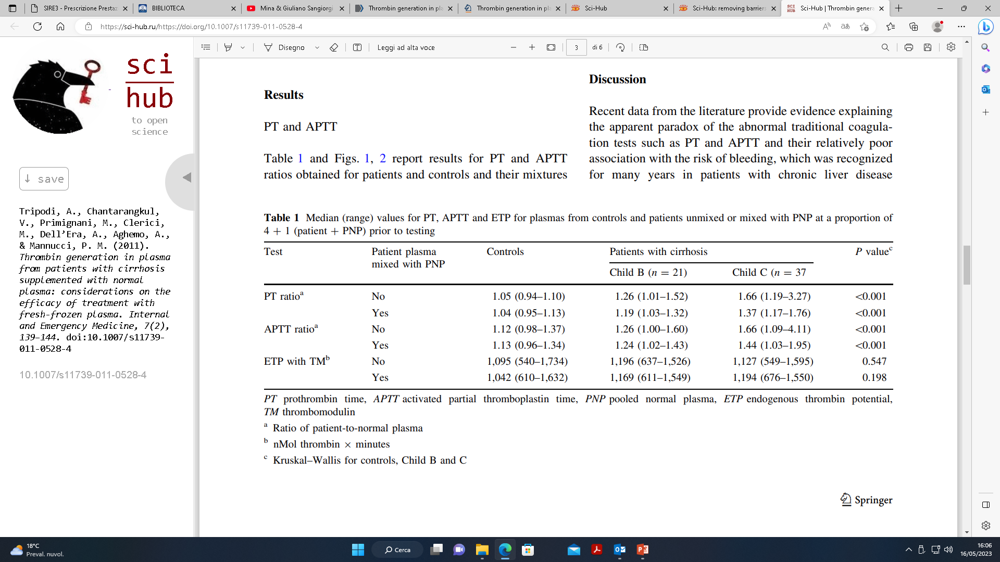 SIRE3 - Prescrizione Prestaz
BIBLIOTECA
Mina & Giuliano Sangiorgi
Thrombin generation in pla
Thrombin generation in pla
Sci-Hub
Sci-Hub: removing barriers
SCI HUB
Sci-Hub | Thrombin genera
https://sci-hub.ru/https://doi.org/10.1007/s11739-011-0528-4
Disegno
Leggi ad alta voce
3
di 6
sci
hub
to open
science
↓ save
Tripodi, A., Chantarangkul,
V., Primignani, M., Clerici,
M., Dell’Era, A., Aghemo, A.,
& Mannucci, P. M. (2011).
Thrombin generation in plasma
from patients with cirrhosis
supplemented with normal
plasma: considerations on the
efficacy of treatment with
fresh-frozen plasma. Internal
and Emergency Medicine, 7(2),
139–144. doi:10.1007/s11739-
011-0528-4
10.1007/s11739-011-0528-4
Results
PT and APTT
Table 1 and Figs. 1, 2 report results for PT and APTT
ratios obtained for patients and controls and their mixtures
Discussion
Recent data from the literature provide evidence explaining
the apparent paradox of the abnormal traditional coagula-
tion tests such as PT and APTT and their relatively poor
association with the risk of bleeding, which was recognized
for many years in patients with chronic liver disease
Table 1 Median (range) values for PT, APTT and ETP for plasmas from controls and patients unmixed or mixed with PNP at a proportion of
4 + 1 (patient + PNP) prior to testing
Test Patient plasma Controls Patients with cirrhosis P value^c
mixed with PNP
Child B (n = 21) Child C (n = 37
PT ratio^a No 1.05 (0.94–1.10) 1.26 (1.01–1.52) 1.66 (1.19–3.27) <0.001
Yes 1.04 (0.95–1.13) 1.19 (1.03–1.32) 1.37 (1.17–1.76) <0.001
APTT ratio^a No 1.12 (0.98–1.37) 1.26 (1.00–1.60) 1.66 (1.09–4.11) <0.001
Yes 1.13 (0.96–1.34) 1.24 (1.02–1.43) 1.44 (1.03–1.95) <0.001
ETP with TM^b No 1,095 (540–1,734) 1,196 (637–1,526) 1,127 (549–1,595) 0.547
Yes 1,042 (610–1,632) 1,169 (611–1,549) 1,194 (676–1,550) 0.198
PT prothrombin time, APTT activated partial thromboplastin time, PNP pooled normal plasma, ETP endogenous thrombin potential,
TM thrombomodulin
a Ratio of patient-to-normal plasma
b nMol thrombin × minutes
c Kruskal–Wallis for controls, Child B and C
Springer
18°C
Preval. nuvol.
Cerca
16:06
16/05/2023